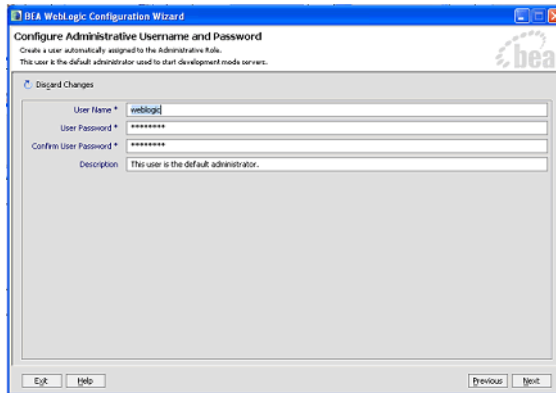 BEA WebLogic Configuration Wizard
Configure Administrative Username and Password
Create a user automatically assigned to the Administrative Role.
This user is the default administrator used to start development mode servers.
bea
Discard Changes
User Name * weblogic
User Password * ********
Confirm User Password * ********
Description This user is the default administrator.
Exit Help Previous Next